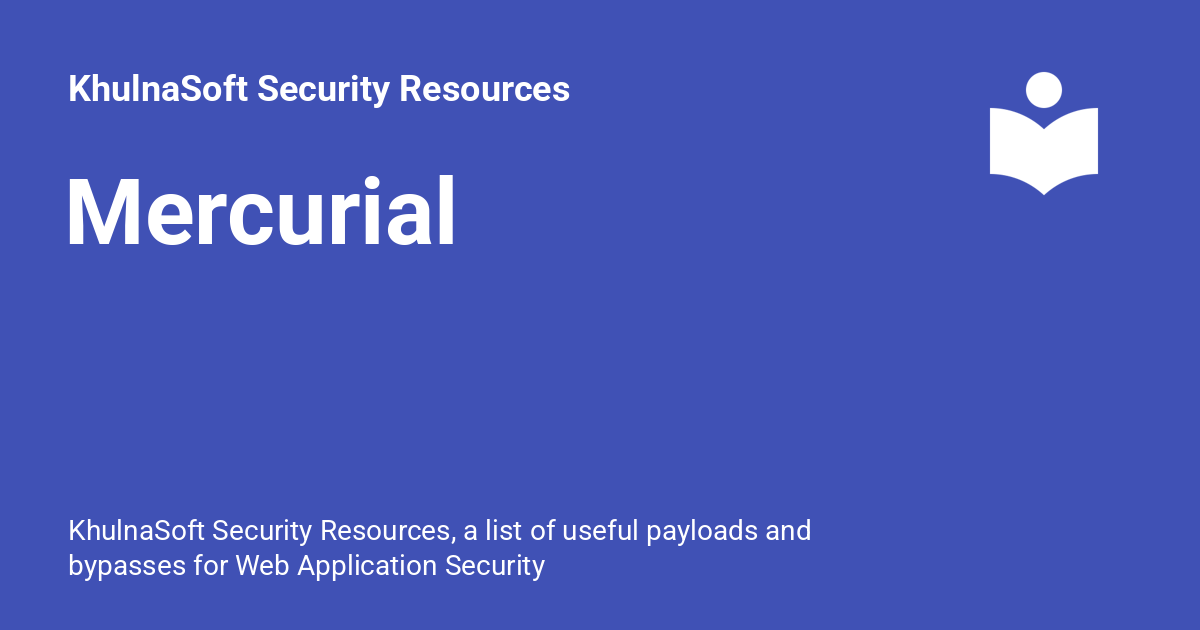 KhulnaSoft Security Resources
Mercurial
KhulnaSoft Security Resources, a list of useful payloads and
bypasses for Web Application Security